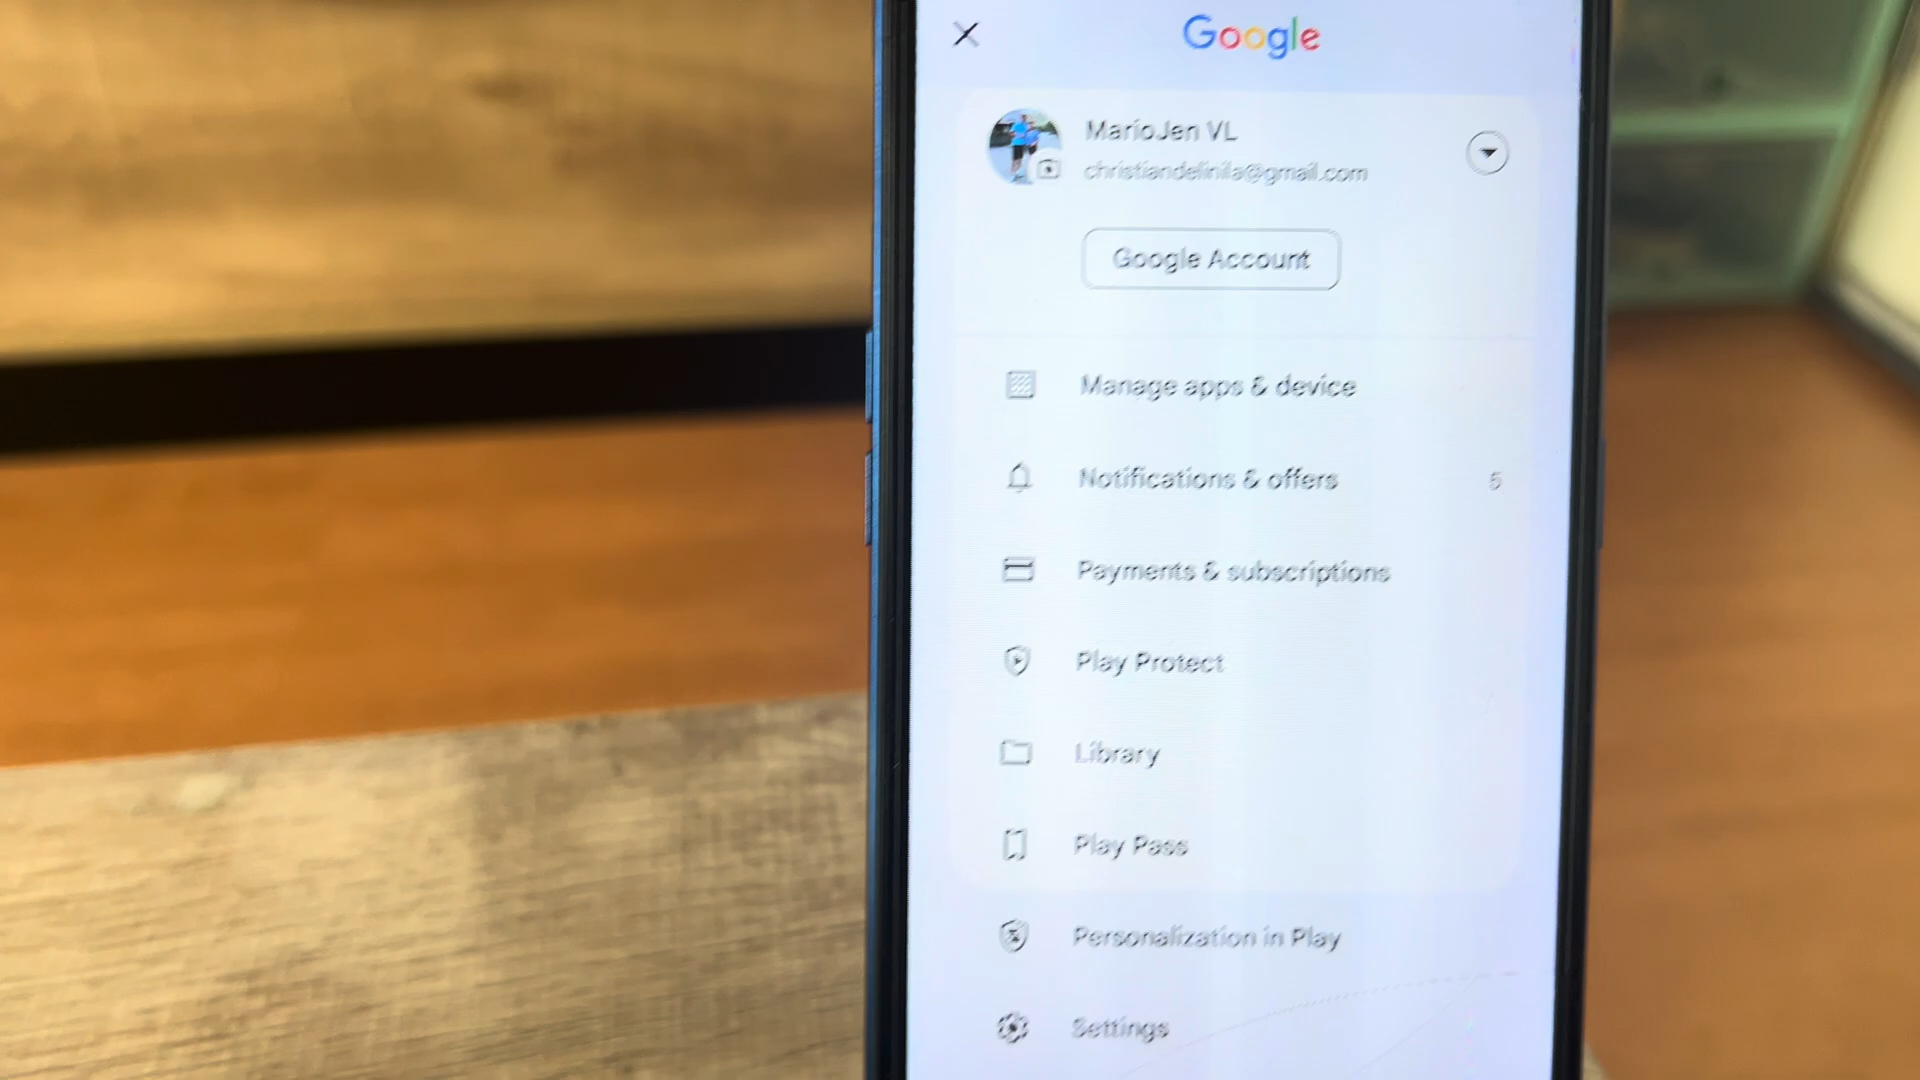 Google
MarioJen VL
christiandelinila@gmail.com
Google Account
Manage apps & device
Notifications & offers
5
Payments & subscriptions
Play Protect
Library
Play Pass
Personalization in Play
Settings